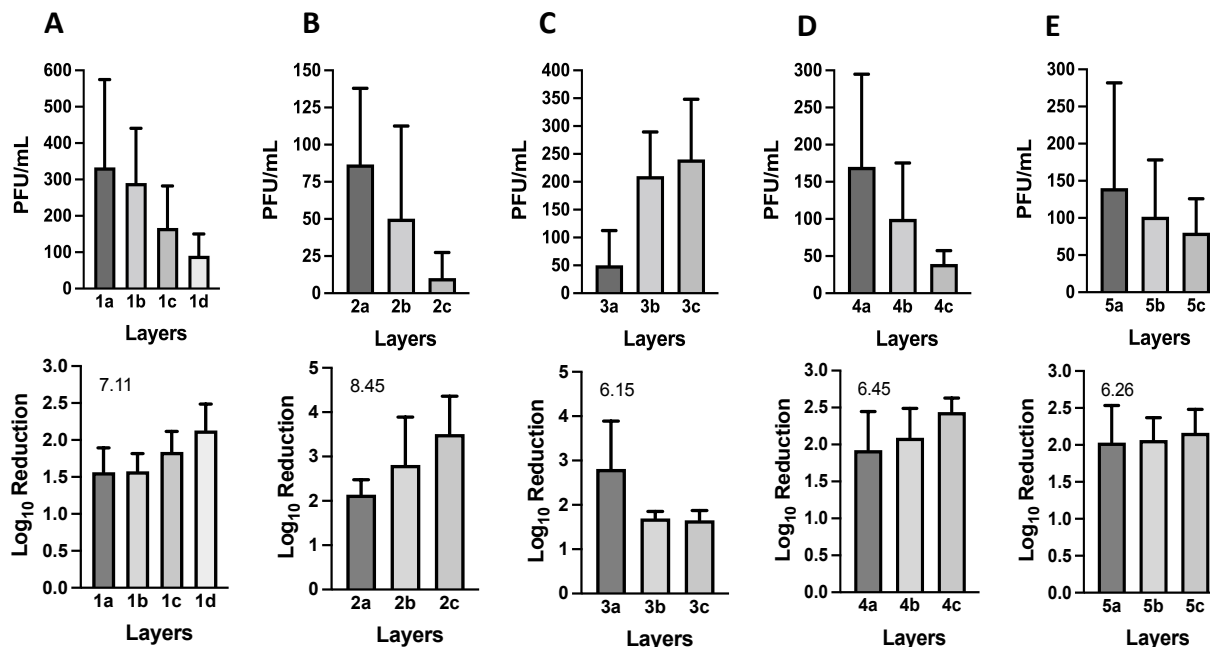 A
B
C
D
E
PFU/mL
600
500
400
300
200
100
0
1a 1b 1c 1d
Layers
PFU/mL
150
125
100
75
50
25
0
2a 2b 2c
Layers
PFU/mL
400
350
300
250
200
150
100
50
0
3a 3b 3c
Layers
PFU/mL
300
250
200
150
100
50
0
4a 4b 4c
Layers
PFU/mL
300
250
200
150
100
50
0
5a 5b 5c
Layers
Log10 Reduction
3.0
2.5
2.0
1.5
1.0
0.5
0.0
7.11
1a 1b 1c 1d
Layers
Log10 Reduction
5
4
3
2
1
0
8.45
2a 2b 2c
Layers
Log10 Reduction
5
4
3
2
1
0
6.15
3a 3b 3c
Layers
Log10 Reduction
3.0
2.5
2.0
1.5
1.0
0.5
0.0
6.45
4a 4b 4c
Layers
Log10 Reduction
3.0
2.5
2.0
1.5
1.0
0.5
0.0
6.26
5a 5b 5c
Layers